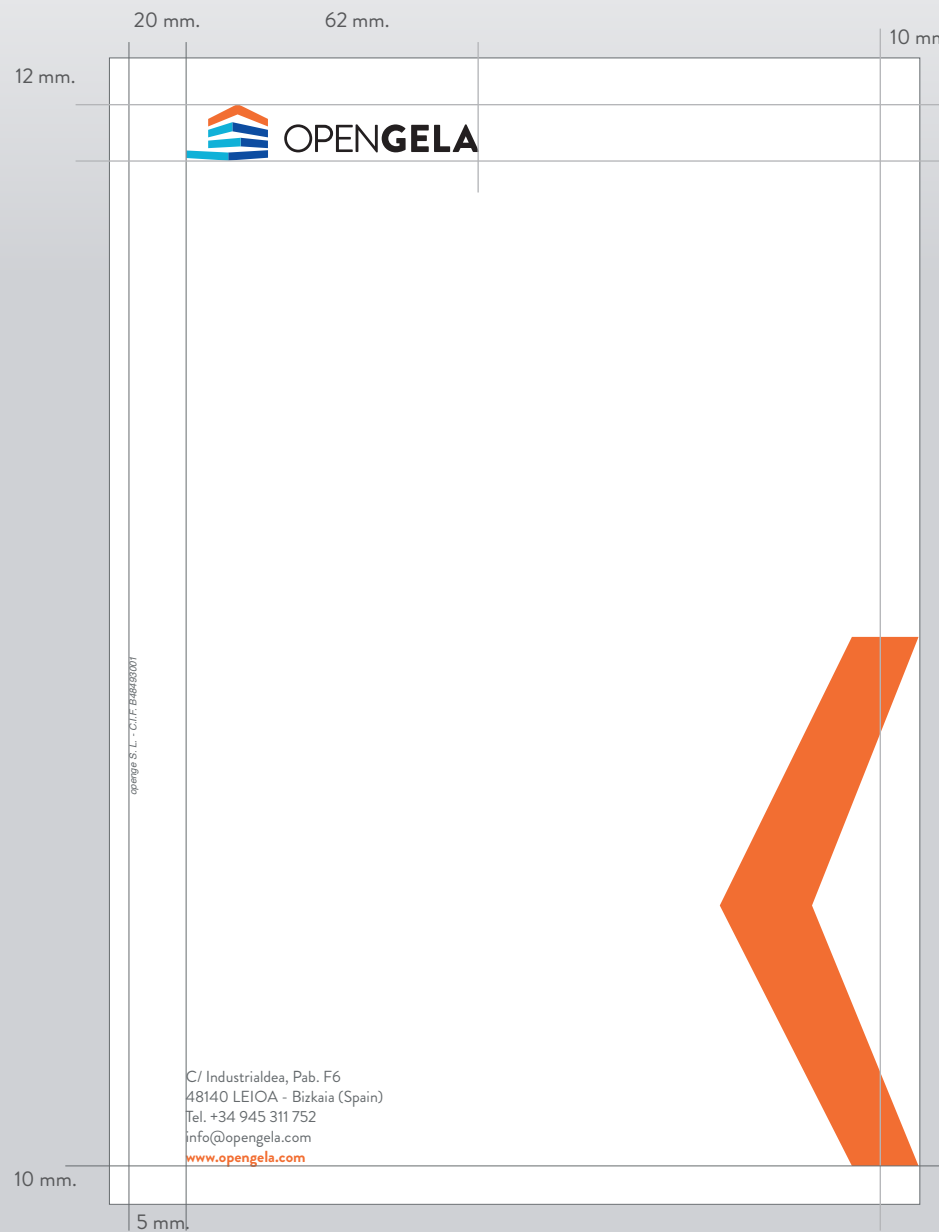 20 mm.
62 mm.
10 mm
12 mm.
OPENGELA
openge S. L. - C.I.F. B48493001
C/ Industrialdea, Pab. F6
48140 LEIOA - Bizkaia (Spain)
Tel. +34 945 311 752
info@opengela.com
www.opengela.com
10 mm.
5 mm.